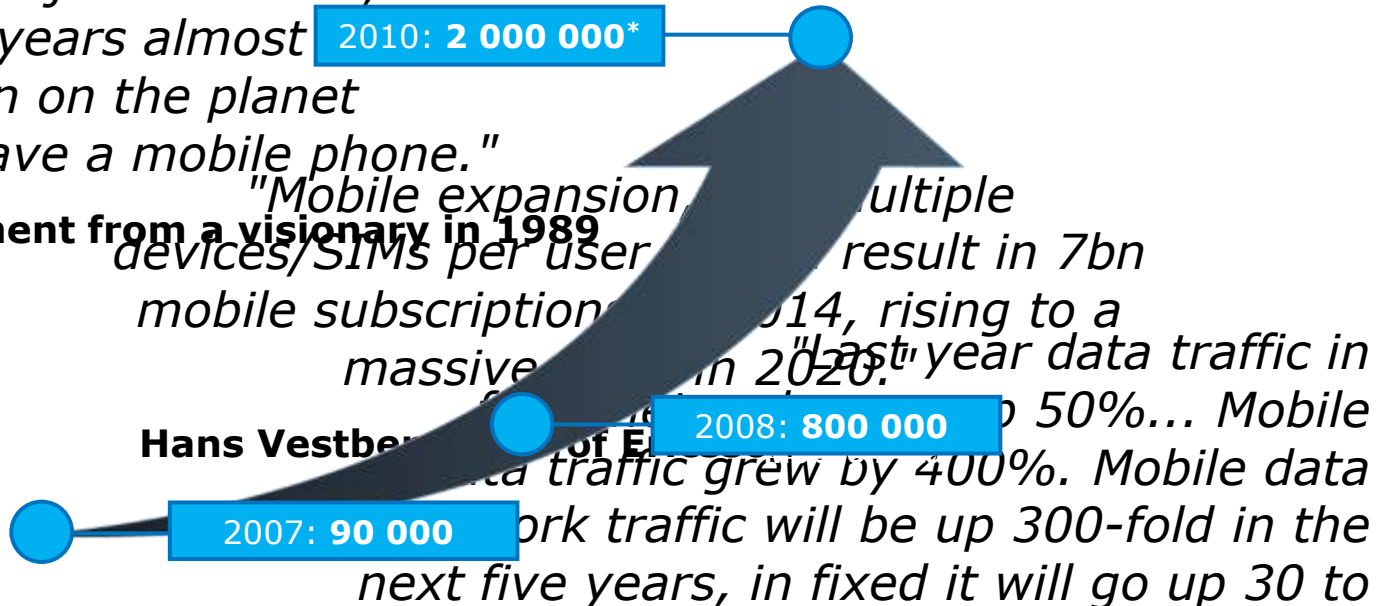 years almost
n on the planet
ave a mobile phone."
ment from a visionary in 1989
2010: 2 000 000*
"Mobile expansion, ultiple
devices/SIMs per user result in 7bn
mobile subscription 014, rising to a
massive in 2020."
Hans Vestbe of E
"Last year data traffic in
50%... Mobile
traffic grew by 400%. Mobile data
ork traffic will be up 300-fold in the
next five years, in fixed it will go up 30 to
2008: 800 000
2007: 90 000